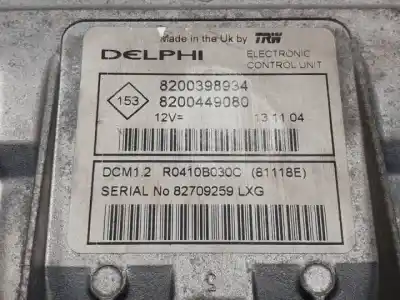 Made in the Uk by TRW
DELPHI
ELECTRONIC
CONTROL UNIT
153
8200398934
8200449080
12V= 13 11 04
DCM1.2 R0410B030C (81118E)
SERIAL No 82709259 LXG